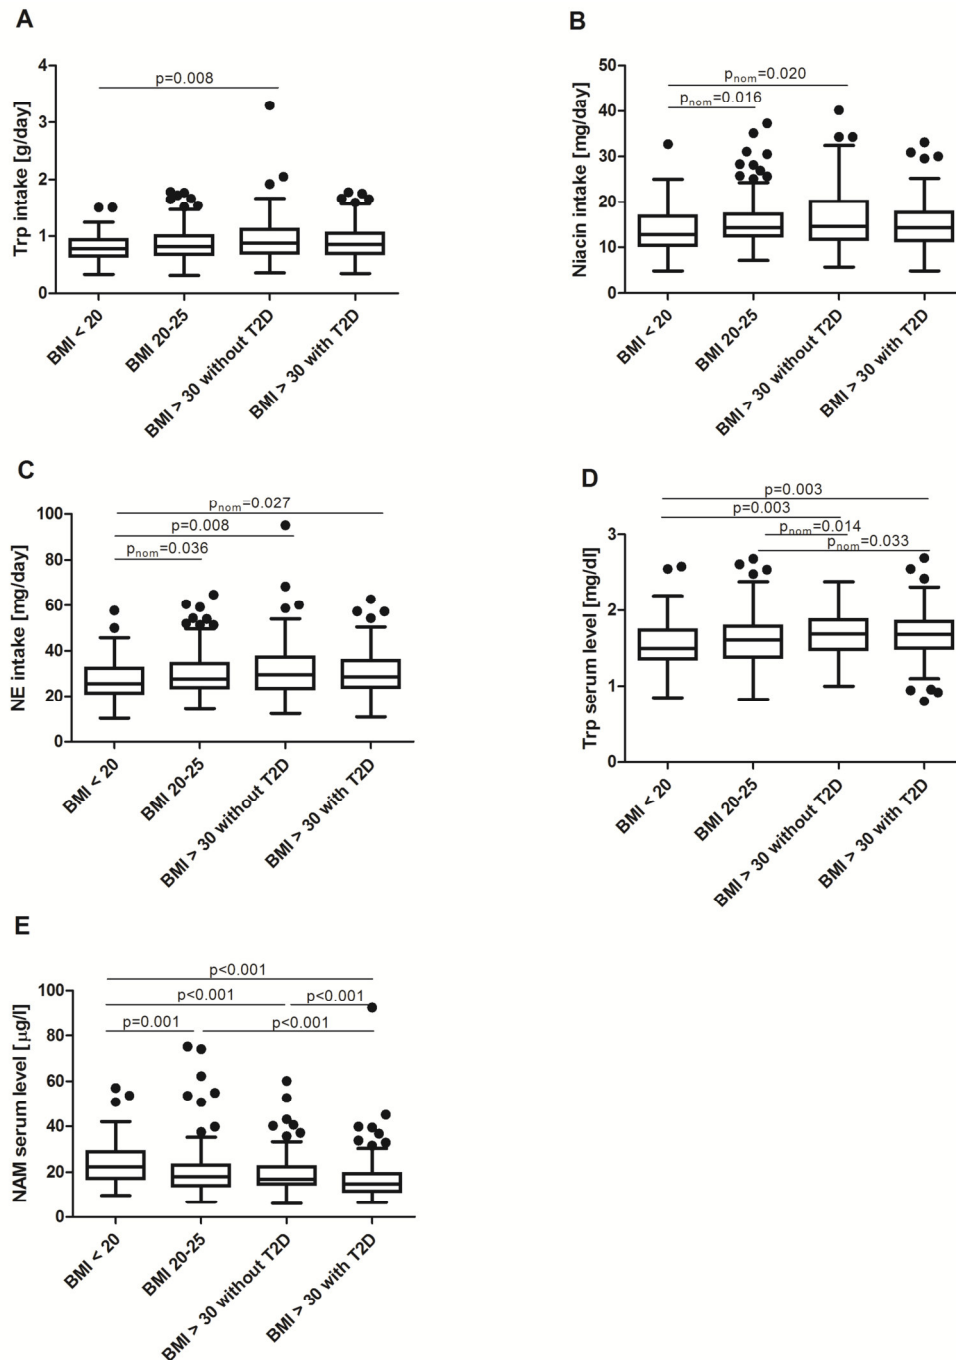 A
Trp intake [g/day]
4
3
2
1
0
p=0.008
BMI < 20
BMI 20-25
BMI > 30 without T2D
BMI > 30 with T2D
B
Niacin intake [mg/day]
50
40
30
20
10
0
pnom=0.020
pnom=0.016
BMI < 20
BMI 20-25
BMI > 30 without T2D
BMI > 30 with T2D
C
NE intake [mg/day]
100
80
60
40
20
0
pnom=0.027
p=0.008
pnom=0.036
BMI < 20
BMI 20-25
BMI > 30 without T2D
BMI > 30 with T2D
D
Trp serum level [mg/dl]
3
2
1
0
p=0.003
p=0.003
pnom=0.014
pnom=0.033
BMI < 20
BMI 20-25
BMI > 30 without T2D
BMI > 30 with T2D
E
NAM serum level [µg/l]
100
80
60
40
20
0
p<0.001
p<0.001
p<0.001
p=0.001
p<0.001
BMI < 20
BMI 20-25
BMI > 30 without T2D
BMI > 30 with T2D